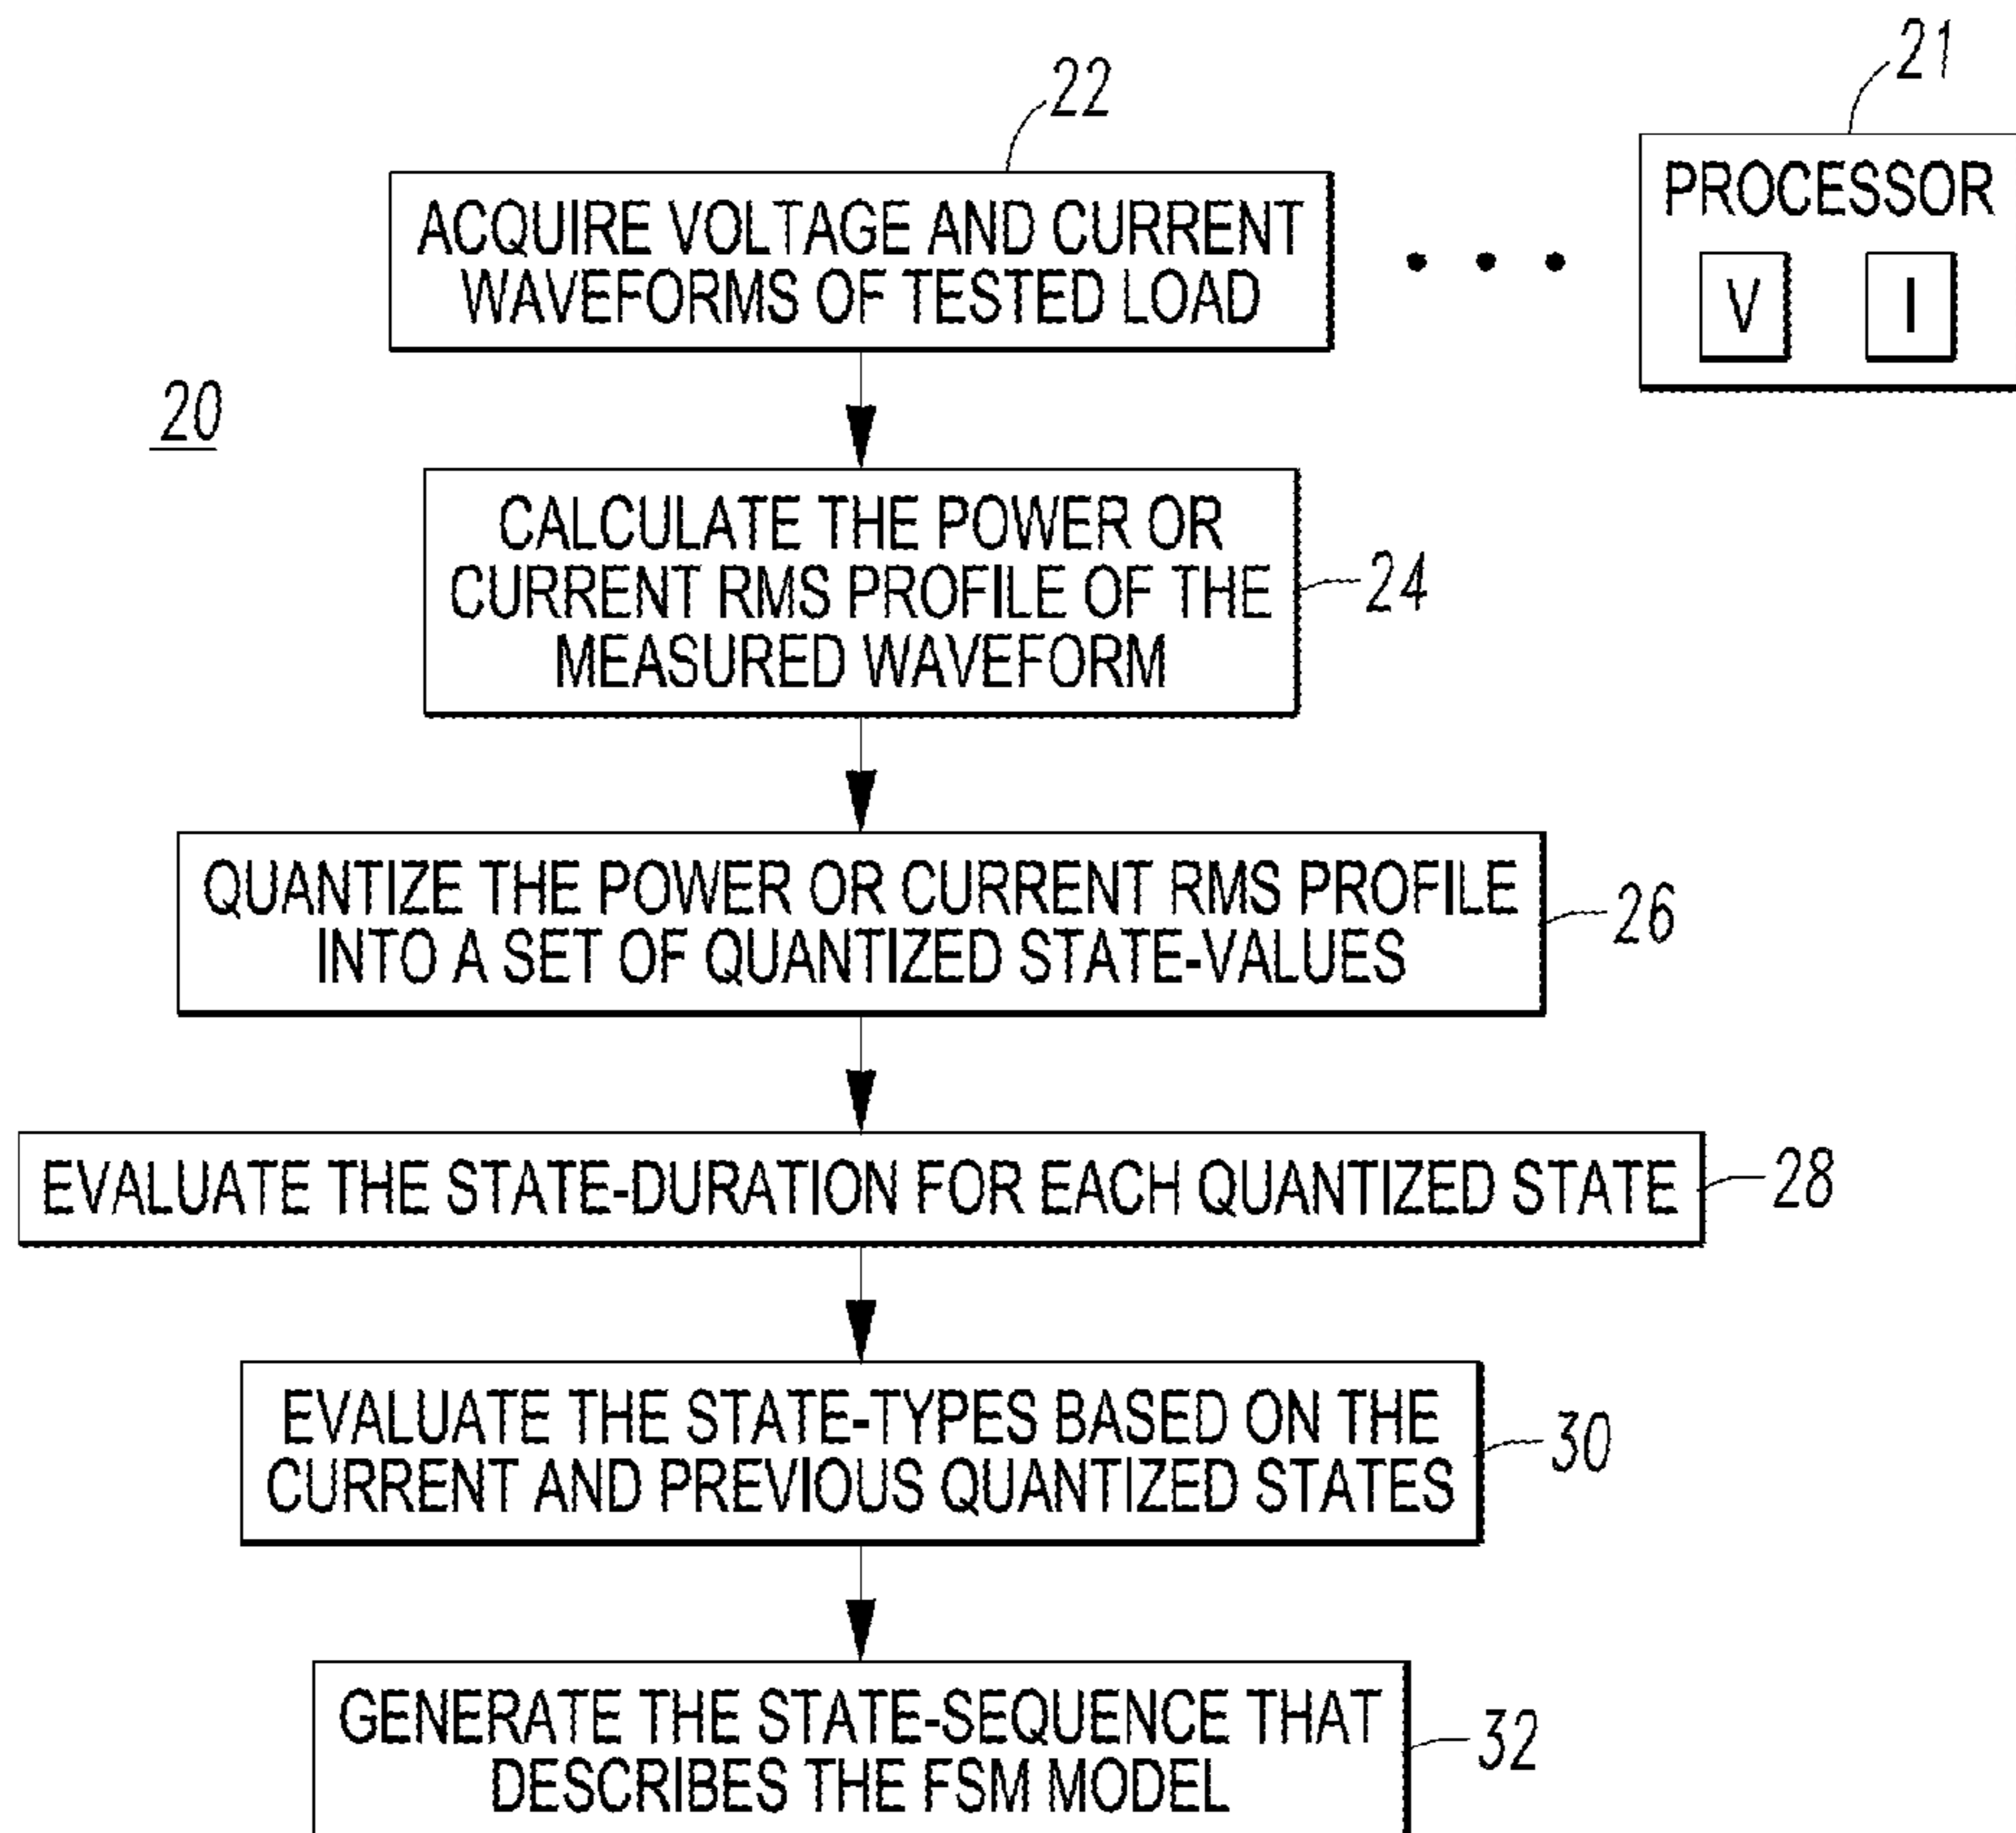 22
21
ACQUIRE VOLTAGE AND CURRENT
WAVEFORMS OF TESTED LOAD
PROCESSOR
V
I
20
CALCULATE THE POWER OR
CURRENT RMS PROFILE OF THE
MEASURED WAVEFORM
24
QUANTIZE THE POWER OR CURRENT RMS PROFILE
INTO A SET OF QUANTIZED STATE-VALUES
26
EVALUATE THE STATE-DURATION FOR EACH QUANTIZED STATE
28
EVALUATE THE STATE-TYPES BASED ON THE
CURRENT AND PREVIOUS QUANTIZED STATES
30
GENERATE THE STATE-SEQUENCE THAT
DESCRIBES THE FSM MODEL
32